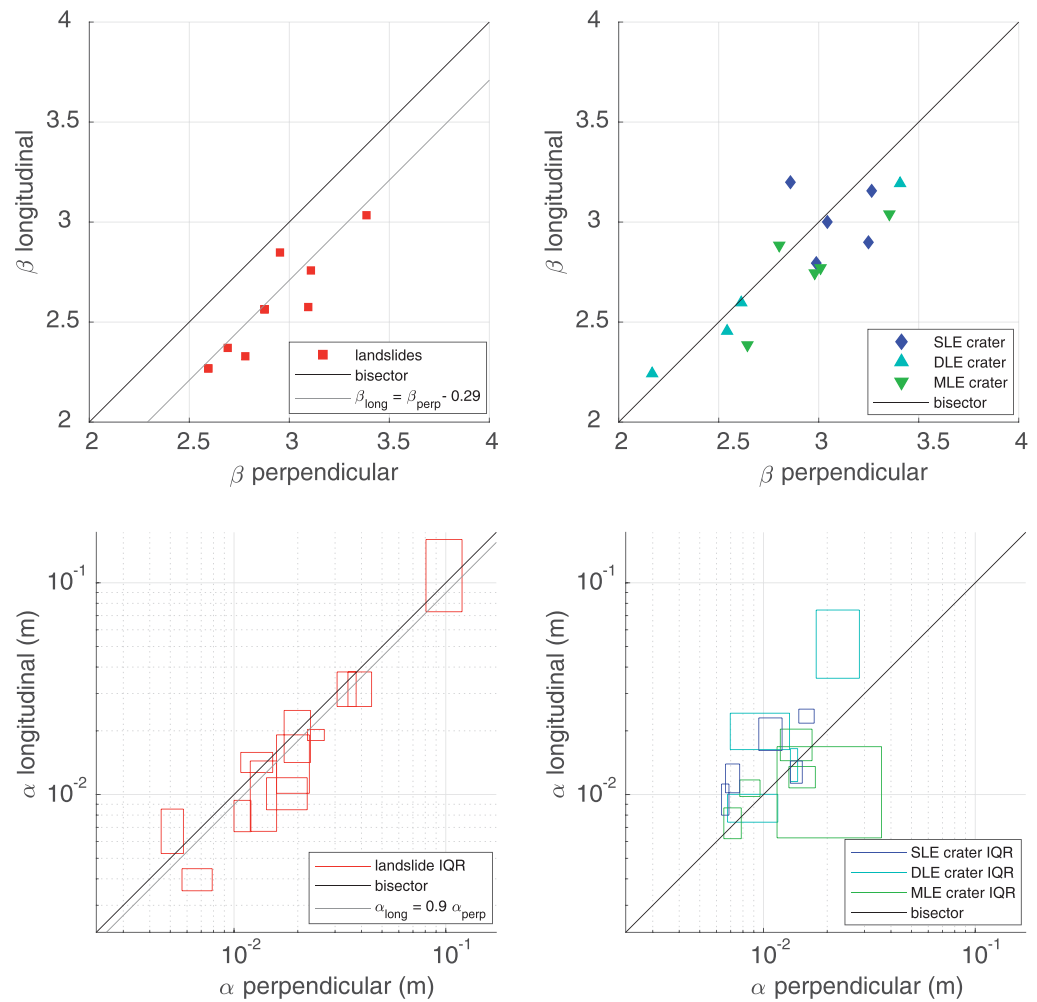 4
3.5
3
2.5
2
2
2.5
3
3.5
4
β longitudinal
β perpendicular
landslides
bisector
β_long = β_perp - 0.29
4
3.5
3
2.5
2
2
2.5
3
3.5
4
β longitudinal
β perpendicular
SLE crater
DLE crater
MLE crater
bisector
10^-1
10^-2
10^-2
10^-1
α longitudinal (m)
α perpendicular (m)
landslide IQR
bisector
α_long = 0.9 α_perp
10^-1
10^-2
10^-2
10^-1
α longitudinal (m)
α perpendicular (m)
SLE crater IQR
DLE crater IQR
MLE crater IQR
bisector